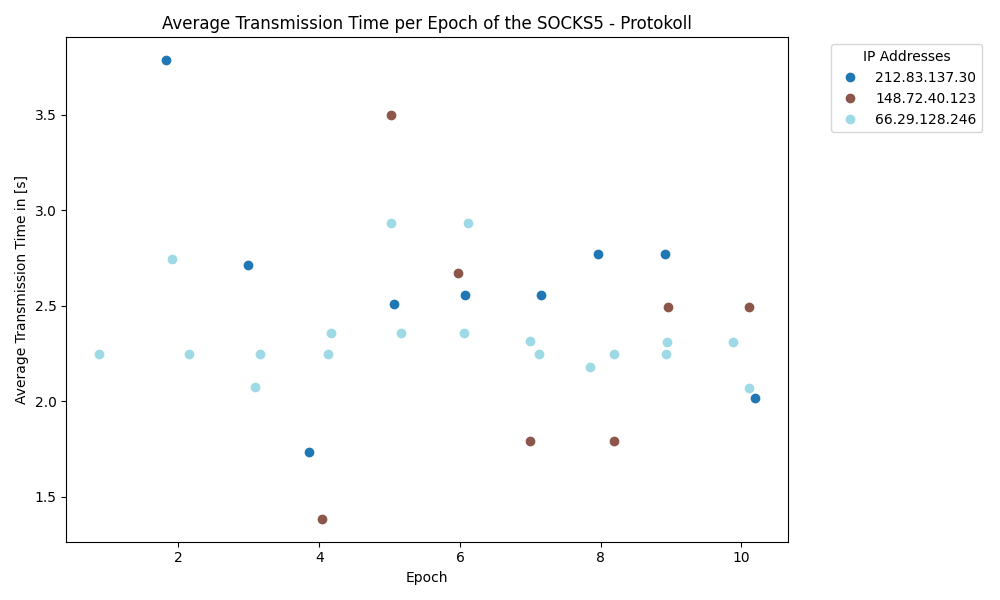 Average Transmission Time per Epoch of the SOCKS5 - Protokoll
IP Addresses
212.83.137.30
148.72.40.123
66.29.128.246
Average Transmission Time in [s]
3.5
3.0
2.5
2.0
1.5
2 4 6 8 10
Epoch